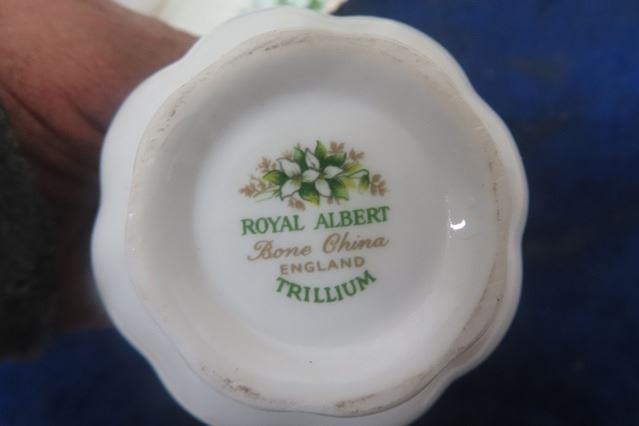 ROYAL ALBERT
Bone China
ENGLAND
TRILLIUM